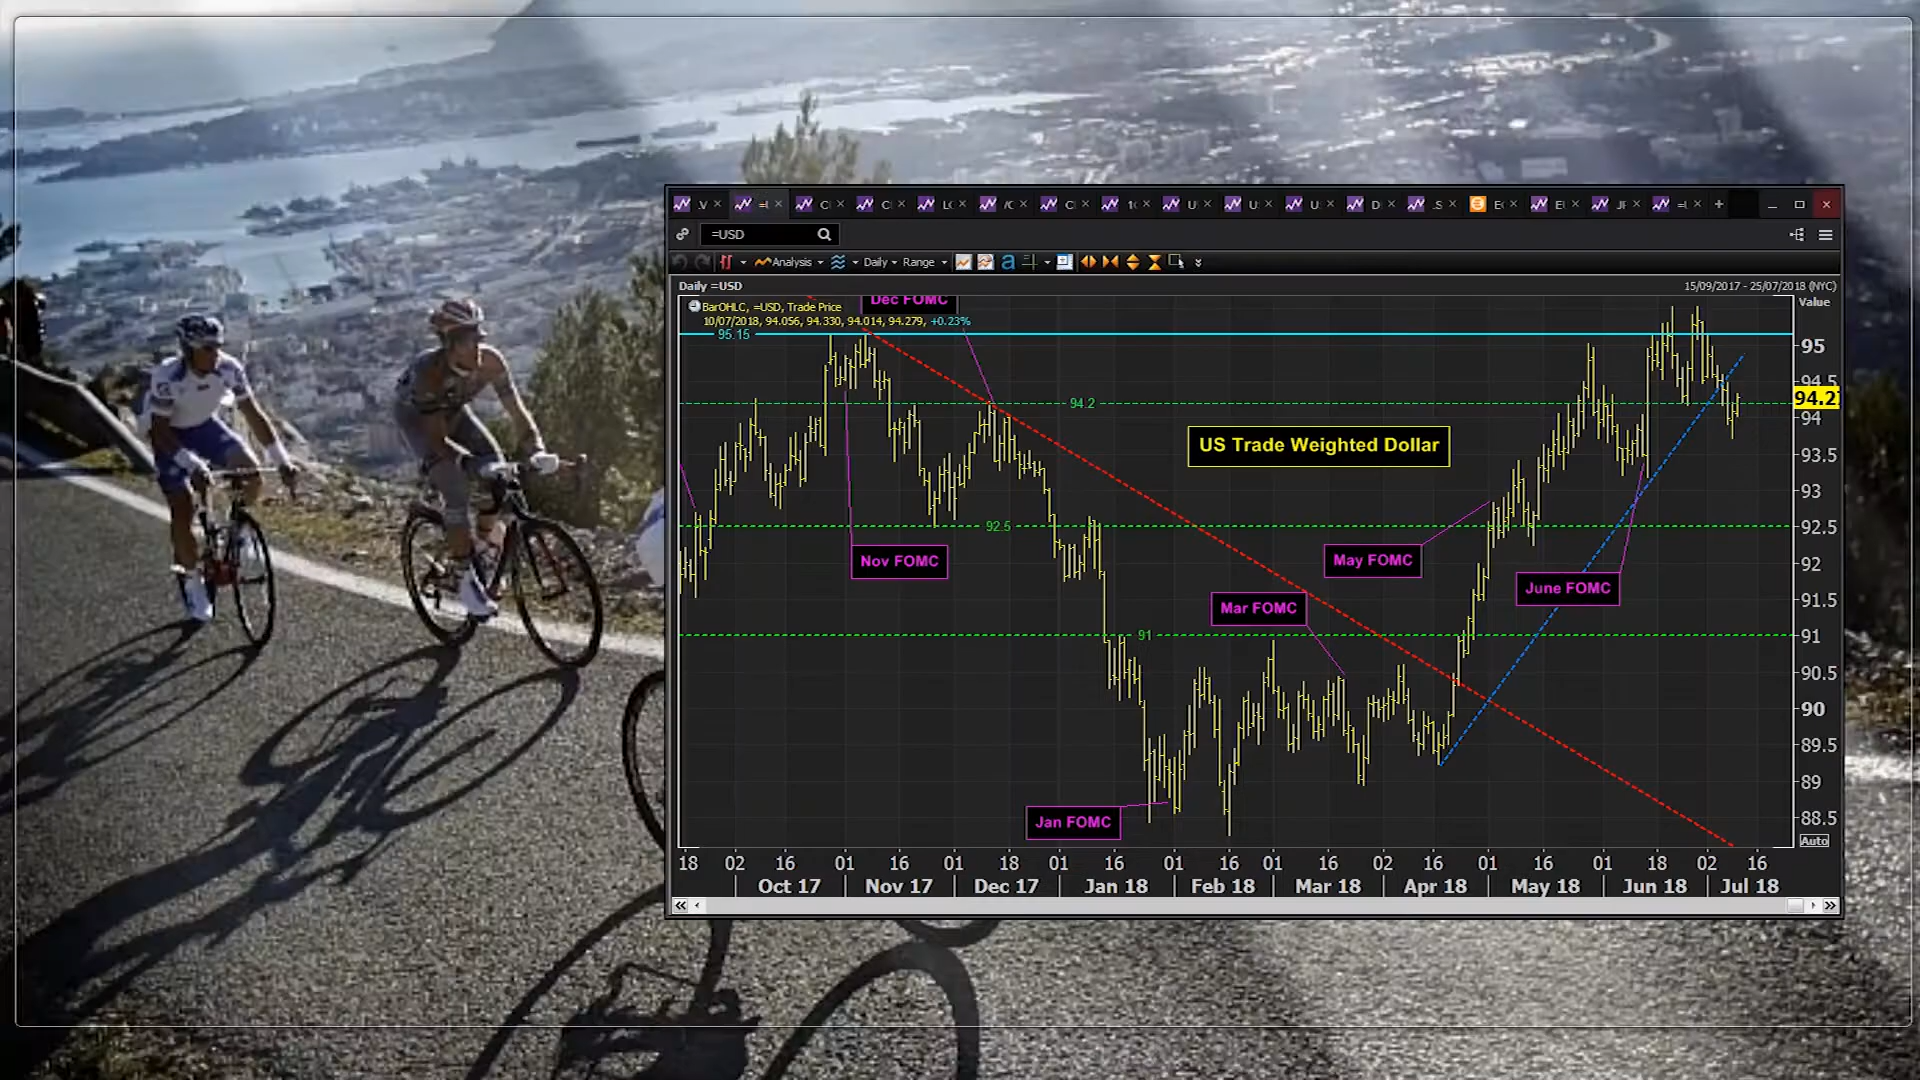 =USD
Analysis Daily Range
Daily =USD
15/09/2017 - 25/07/2018 (NYC)
BarOHLC, =USD, Trade Price
10/07/2018, 94.056, 94.330, 94.014, 94.279, +0.23%
Value
Dec FOMC
95.15
95
94.5
94.2
94
US Trade Weighted Dollar
93.5
93
92.5
92.5
Nov FOMC
May FOMC
92
June FOMC
91.5
Mar FOMC
91
91
90.5
90
89.5
89
Jan FOMC
88.5
Auto
18 02 16 01 16 01 18 01 16 01 16 01 16 02 16 01 16 01 18 02 16
Oct 17 Nov 17 Dec 17 Jan 18 Feb 18 Mar 18 Apr 18 May 18 Jun 18 Jul 18